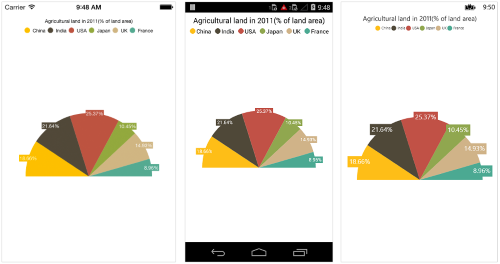 Carrier 9:48 AM
Agricultural land in 2011(% of land area)
China India USA Japan UK France
25.37%
21.64%
10.45%
14.93%
18.66%
8.96%
9:48
Agricultural land in 2011(% of land area)
China India USA Japan UK France
25.37%
21.64%
10.45%
14.93%
18.66%
8.96%
9:50
Agricultural land in 2011(% of land area)
China India USA Japan UK France
25.37%
21.64%
10.45%
14.93%
18.66%
8.96%